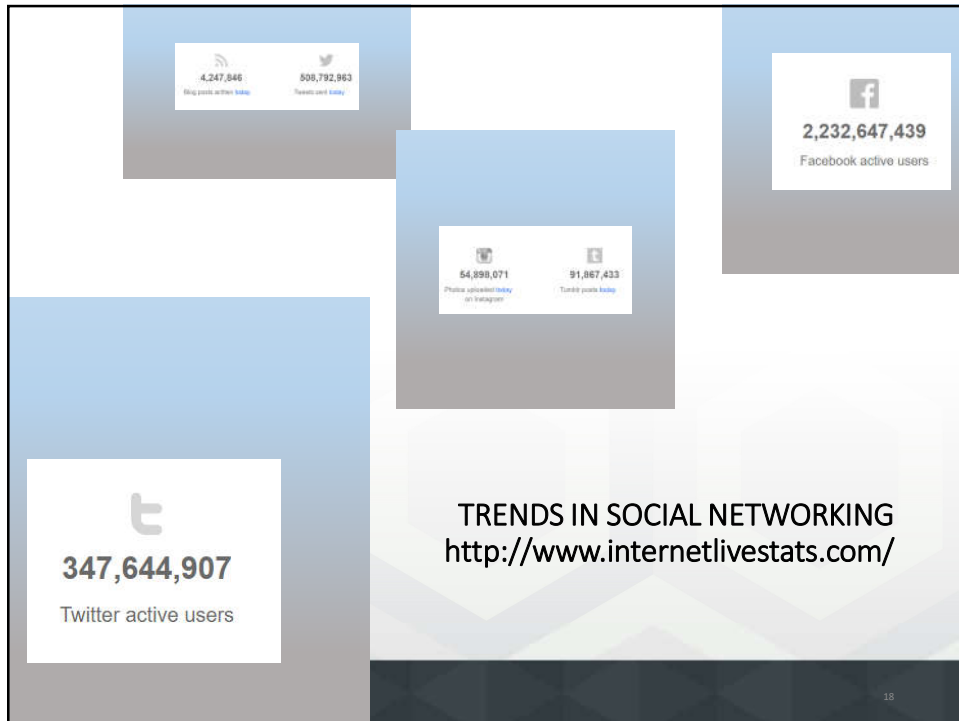 4,247,846
Blog posts written today
508,792,963
Tweets sent today
2,232,647,439
Facebook active users
54,898,071
Photos uploaded today
on Instagram
91,867,433
Tumblr posts today
347,644,907
Twitter active users
TRENDS IN SOCIAL NETWORKING
http://www.internetlivestats.com/
18